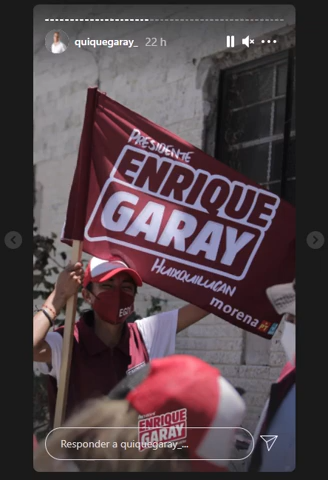 quiquegaray_ 22 h
PRESIDENTE
ENRIQUE
GARAY
HUIXQUILUCAN
morena
ENRIQUE
GARAY
Responder a quiquegaray_...